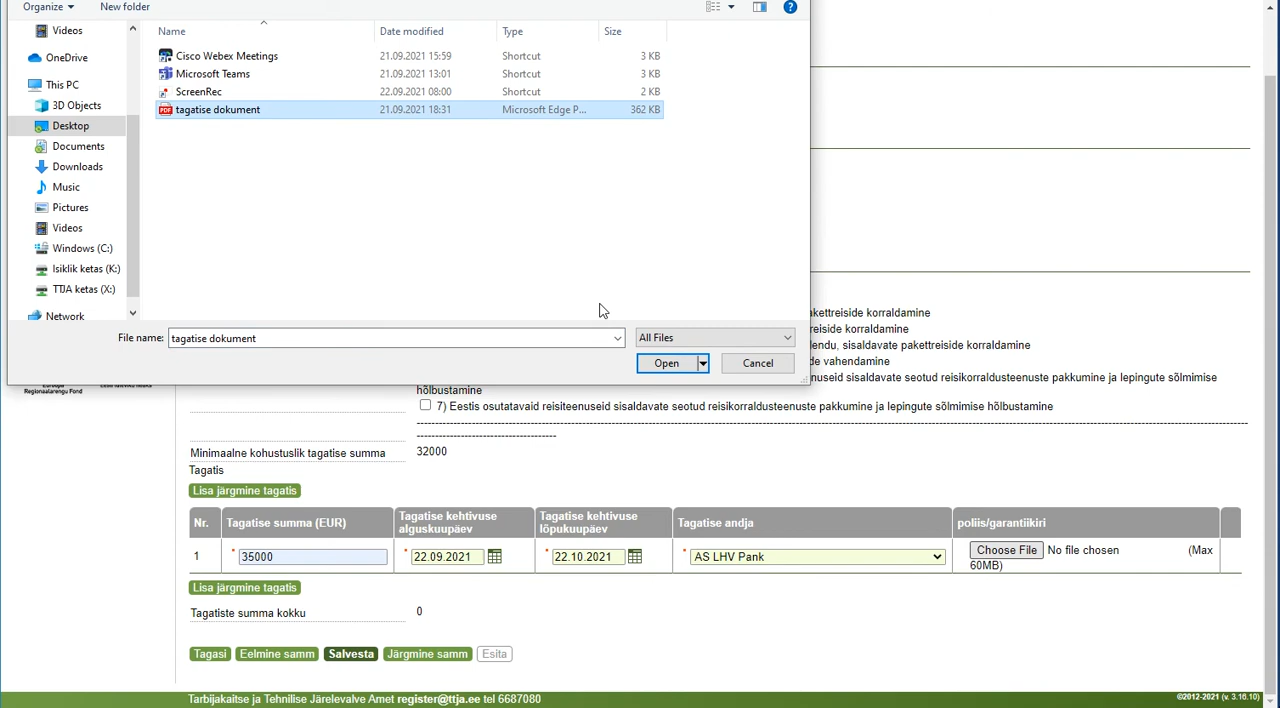 Organize New folder
Name Date modified Type Size
Videos
Cisco Webex Meetings 21.09.2021 15:59 Shortcut 3 KB
OneDrive
Microsoft Teams 21.09.2021 13:01 Shortcut 3 KB
This PC
ScreenRec 22.09.2021 08:00 Shortcut 2 KB
3D Objects
tagatise dokument 21.09.2021 18:31 Microsoft Edge P... 362 KB
Desktop
Documents
Downloads
Music
Pictures
Videos
Windows (C:)
Isiklik ketas (K:)
TTJA ketas (X:)
Network
File name: tagatise dokument All Files
Open Cancel
akettreiside korraldamine
reiside korraldamine
endu, sisaldavate pakettreiside korraldamine
de vahendamine
enuseid sisaldavate seotud reisikorraldusteenuste pakkumine ja lepingute sõlmimise
hõlbustamine
Regionaalarengu Fond
7) Eestis osutatavaid reisiteenuseid sisaldavate seotud reisikorraldusteenuste pakkumine ja lepingute sõlmimise hõlbustamine
Minimaalne kohustuslik tagatise summa 32000
Tagatis
Lisa järgmine tagatis
Nr. Tagatise summa (EUR) Tagatise kehtivuse alguskuupäev Tagatise kehtivuse lõpukuupäev Tagatise andja poliis/garantiikiri
1 * 35000 * 22.09.2021 * 22.10.2021 * AS LHV Pank Choose File No file chosen (Max
60MB)
Lisa järgmine tagatis
Tagatiste summa kokku 0
Tagasi Eelmine samm Salvesta Järgmine samm Esita
Tarbijakaitse ja Tehnilise Järelevalve Amet register@ttja.ee tel 6687080 ©2012-2021 (v. 3.16.10)